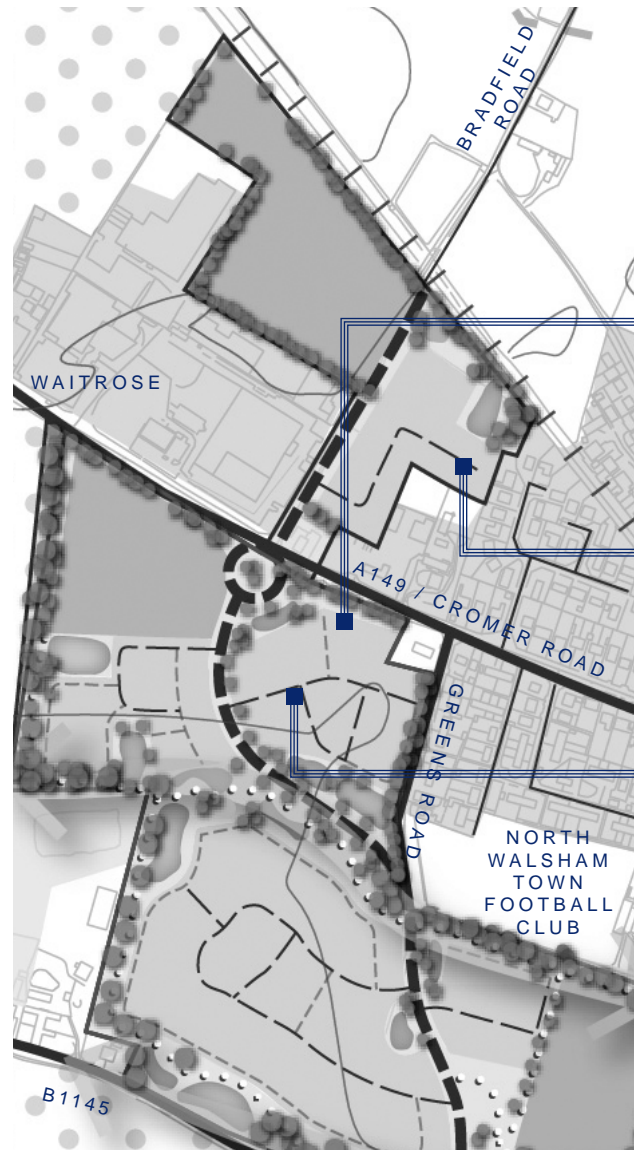 BRADFIELD
ROAD
WAITROSE
A149 / CROMER ROAD
GREENS ROAD
NORTH
WALSHAM
TOWN
FOOTBALL
CLUB
B1145